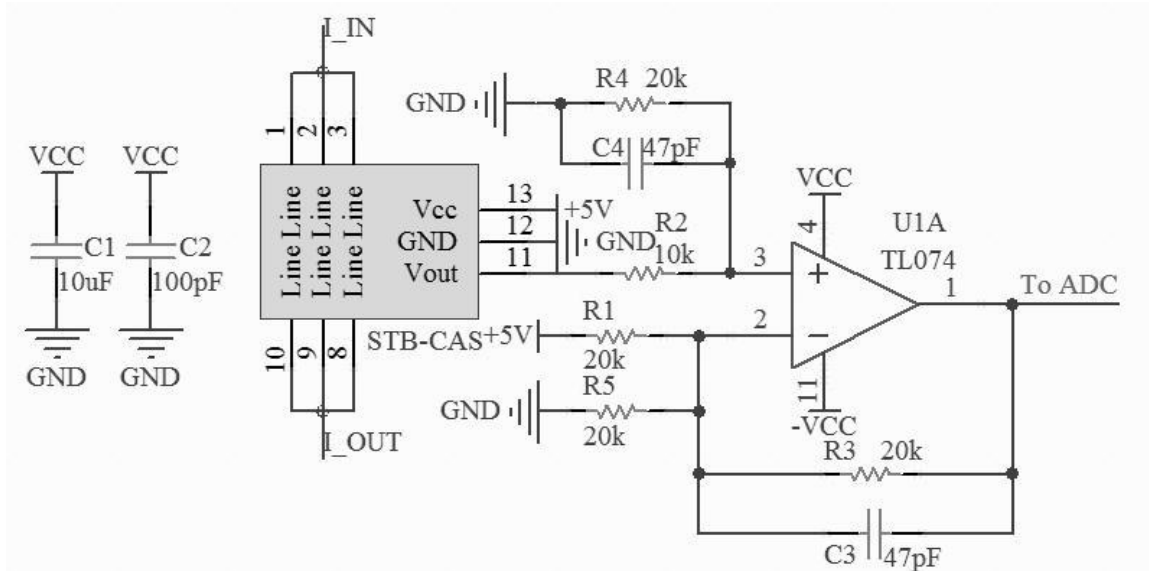 I_IN
R4 20k
GND
C4 47pF
1 2 3
VCC VCC
C1
10uF
C2
100pF
GND GND
Line Line Line
Line Line Line
Vcc 13 +5V
GND 12 GND
Vout 11
R2
10k
VCC
4
U1A
TL074
3 +
2 −
1 To ADC
11
-VCC
STB-CAS
+5V R1
20k
GND R5
20k
10 9 8
I_OUT
R3 20k
C3 47pF